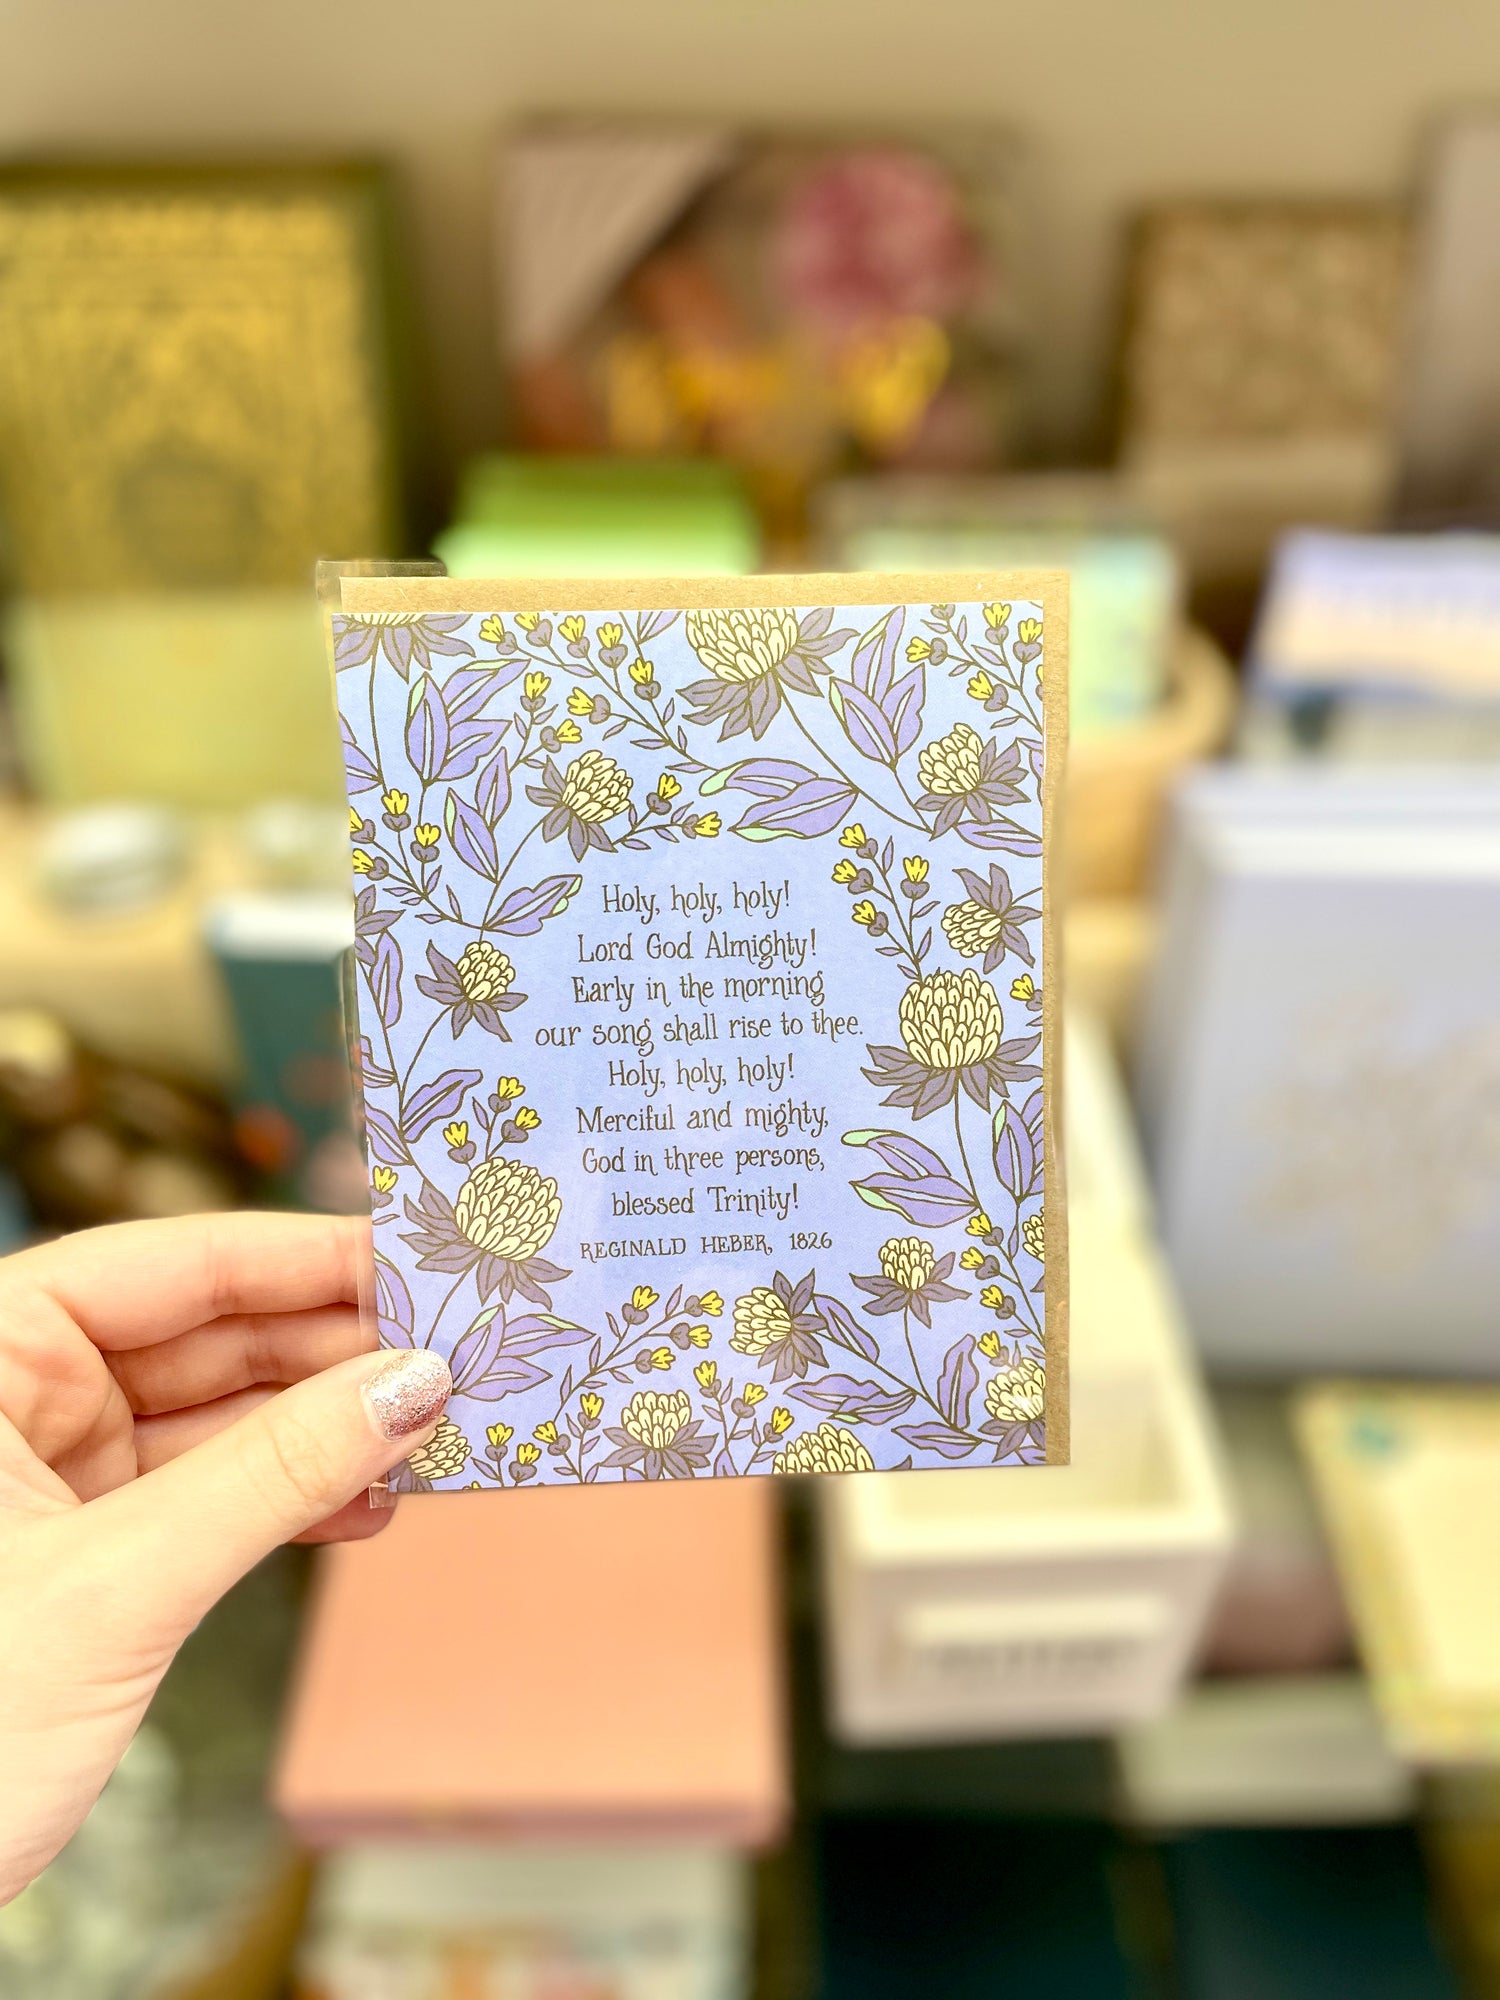 Holy, holy, holy!
Lord God Almighty!
Early in the morning
our song shall rise to thee.
Holy, holy, holy!
Merciful and mighty,
God in three persons,
blessed Trinity!
REGINALD HEBER, 1826